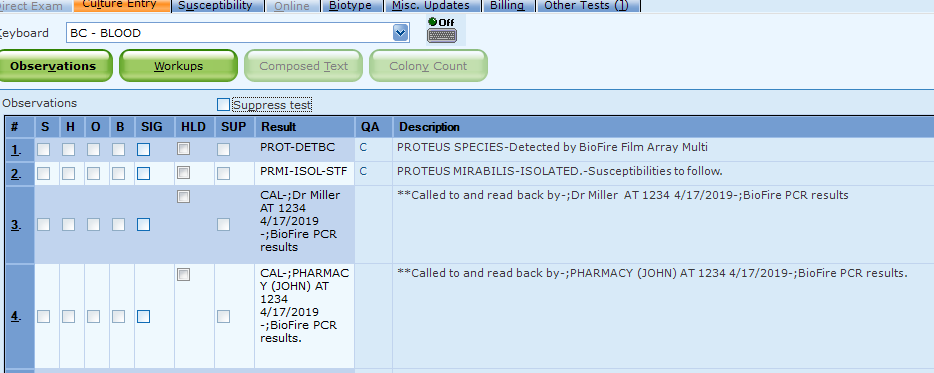 Direct Exam Culture Entry Susceptibility Online Biotype Misc. Updates Billing Other Tests (1)
Keyboard BC - BLOOD Off
Observations Workups Composed Text Colony Count
Observations Suppress test
# S H O B SIG HLD SUP Result QA Description
1. PROT-DETBC C PROTEUS SPECIES-Detected by BioFire Film Array Multi
2. PRMI-ISOL-STF C PROTEUS MIRABILIS-ISOLATED.-Susceptibilities to follow.
3. CAL-;Dr Miller
AT 1234
4/17/2019
-;BioFire PCR
results
**Called to and read back by-;Dr Miller AT 1234 4/17/2019-;BioFire PCR results
4. CAL-;PHARMAC
Y (JOHN) AT
1234
4/17/2019
-;BioFire PCR
results.
**Called to and read back by-;PHARMACY (JOHN) AT 1234 4/17/2019-;BioFire PCR results.